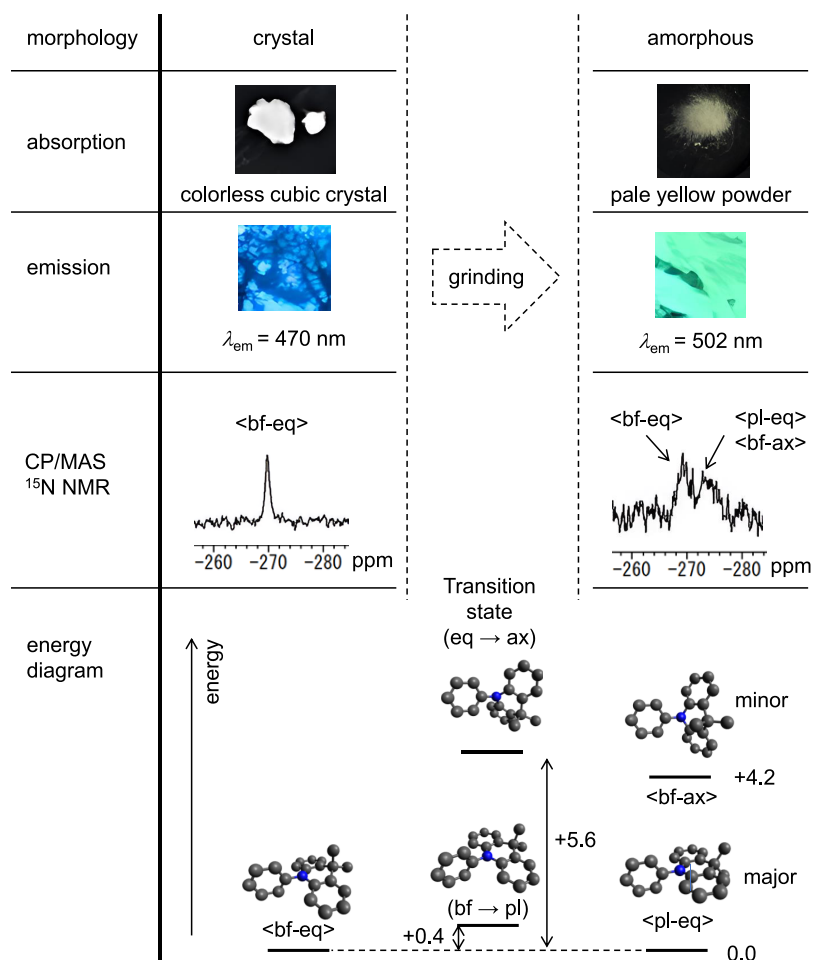 morphology
crystal
amorphous
absorption
colorless cubic crystal
pale yellow powder
emission
grinding
λem = 470 nm
λem = 502 nm
CP/MAS
15N NMR
<bf-eq>
-260 -270 -280 ppm
<bf-eq>
<pl-eq>
<bf-ax>
-260 -270 -280 ppm
energy
diagram
energy
Transition
state
(eq → ax)
minor
+4.2
<bf-ax>
+5.6
(bf → pl)
major
<bf-eq>
<pl-eq>
+0.4
0.0